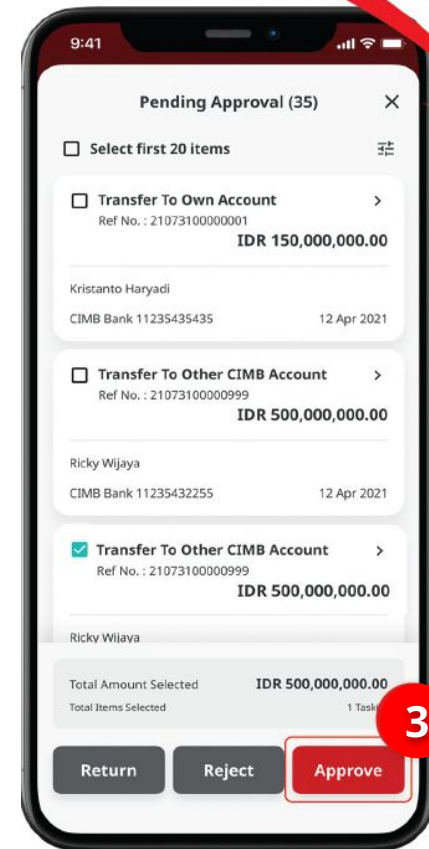 9:41
Pending Approval (35)
Select first 20 items
Transfer To Own Account
Ref No. : 21073100000001
IDR 150,000,000.00
Kristanto Haryadi
CIMB Bank 11235435435 12 Apr 2021
Transfer To Other CIMB Account
Ref No. : 21073100000999
IDR 500,000,000.00
Ricky Wijaya
CIMB Bank 11235432255 12 Apr 2021
Transfer To Other CIMB Account
Ref No. : 21073100000999
IDR 500,000,000.00
Ricky Wijaya
Total Amount Selected IDR 500,000,000.00
Total Items Selected 1
3
Return Reject Approve